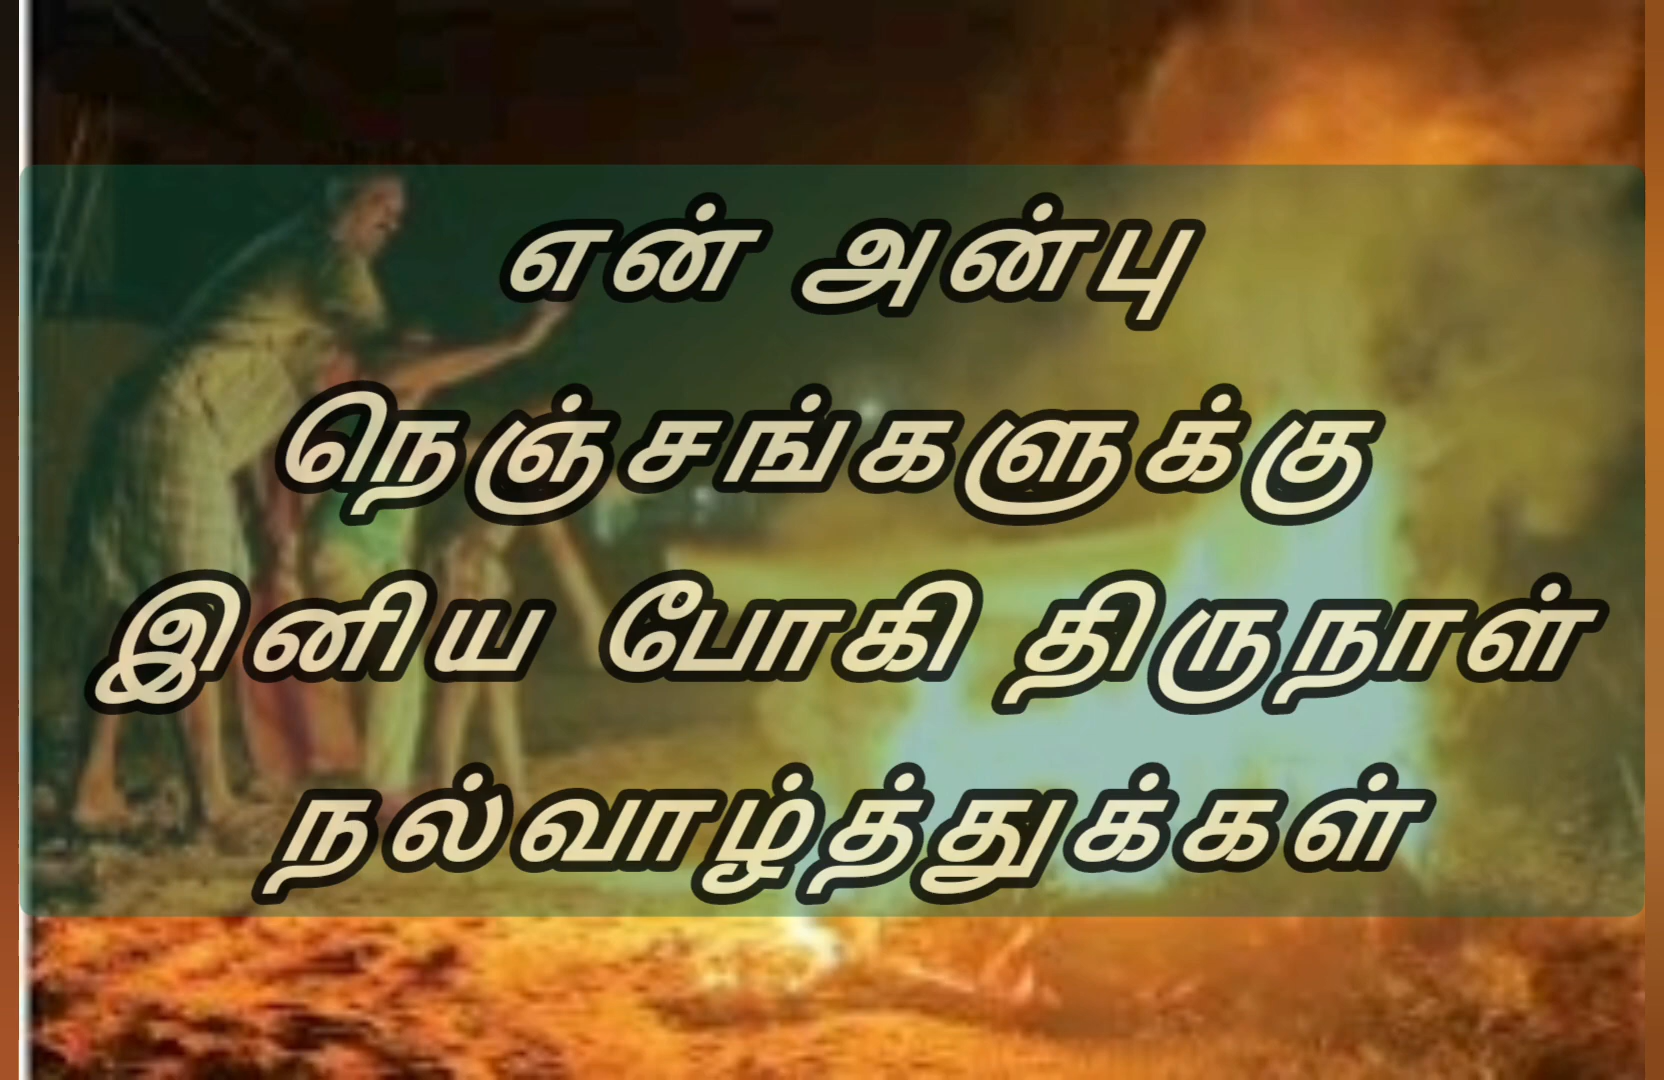 என் அன்பு
நெஞ்சங்களுக்கு
இனிய போகி திருநாள்
நல்வாழ்த்துக்கள்